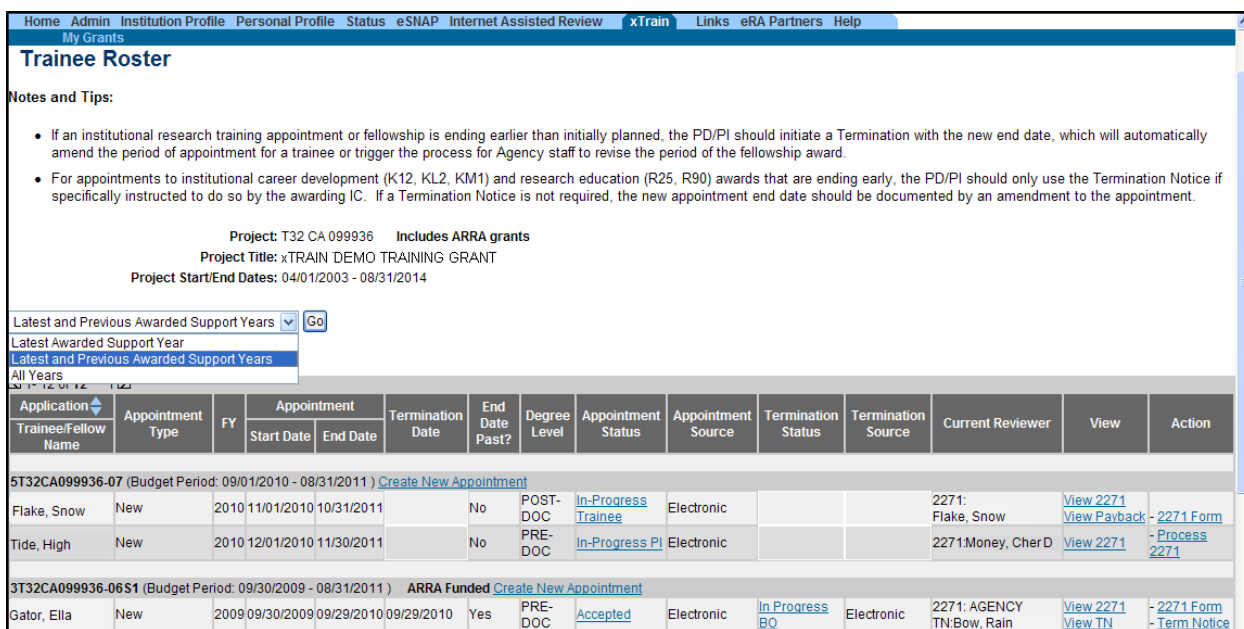 Home Admin Institution Profile Personal Profile Status eSNAP Internet Assisted Review xTrain Links eRA Partners Help
My Grants
Trainee Roster
Notes and Tips:
• If an institutional research training appointment or fellowship is ending earlier than initially planned, the PD/PI should initiate a Termination with the new end date, which will automatically
amend the period of appointment for a trainee or trigger the process for Agency staff to revise the period of the fellowship award.
• For appointments to institutional career development (K12, KL2, KM1) and research education (R25, R90) awards that are ending early, the PD/PI should only use the Termination Notice if
specifically instructed to do so by the awarding IC. If a Termination Notice is not required, the new appointment end date should be documented by an amendment to the appointment.
Project: T32 CA 099936 Includes ARRA grants
Project Title: xTRAIN DEMO TRAINING GRANT
Project Start/End Dates: 04/01/2003 - 08/31/2014
Latest and Previous Awarded Support Years Go
Latest Awarded Support Year
Latest and Previous Awarded Support Years
All Years
1- 12 of 12
Application Trainee/Fellow Name Appointment Type FY Appointment Start Date End Date Termination Date End Date Past? Degree Level Appointment Status Appointment Source Termination Status Termination Source Current Reviewer View Action
5T32CA099936-07 (Budget Period: 09/01/2010 - 08/31/2011 ) Create New Appointment
Flake, Snow New 2010 11/01/2010 10/31/2011 No POST-DOC In-Progress Trainee Electronic 2271: Flake, Snow View 2271 View Payback - 2271 Form
Tide, High New 2010 12/01/2010 11/30/2011 No PRE-DOC In-Progress PI Electronic 2271:Money, Cher D View 2271 - Process 2271
3T32CA099936-06S1 (Budget Period: 09/30/2009 - 08/31/2011 ) ARRA Funded Create New Appointment
Gator, Ella New 2009 09/30/2009 09/29/2010 09/29/2010 Yes PRE-DOC Accepted Electronic In Progress BO Electronic 2271: AGENCY TN:Bow, Rain View 2271 View TN - 2271 Form - Term Notice